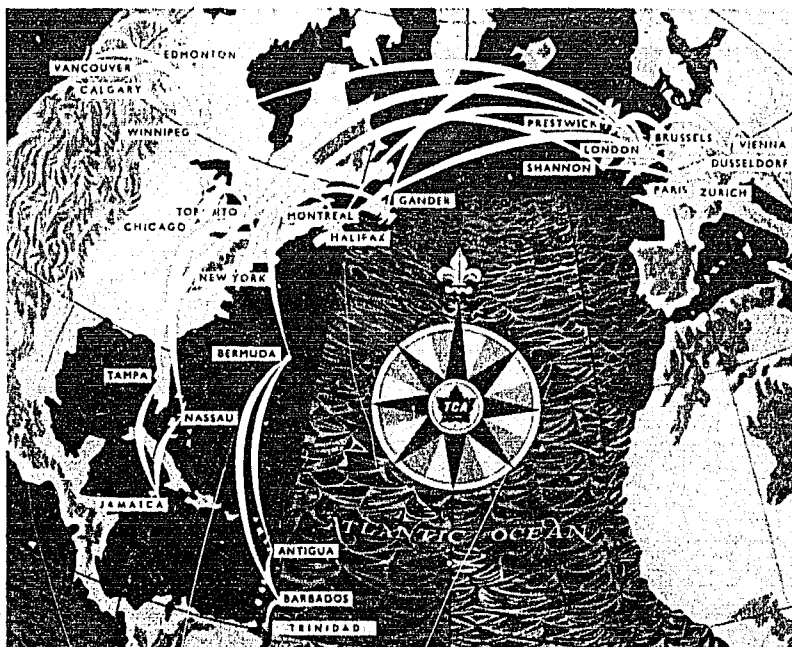 EDMONTON
VANCOUVER
CALGARY
WINNIPEG
PRESTWICK
BRUSSELS
LONDON
VIENNA
SHANNON
DUSSELDORF
PARIS
ZURICH
GANDER
TORONTO
MONTREAL
CHICAGO
HALIFAX
NEW YORK
BERMUDA
TAMPA
TCA
NASSAU
JAMAICA
ATLANTIC OCEAN
ANTIGUA
BARBADOS
TRINIDAD